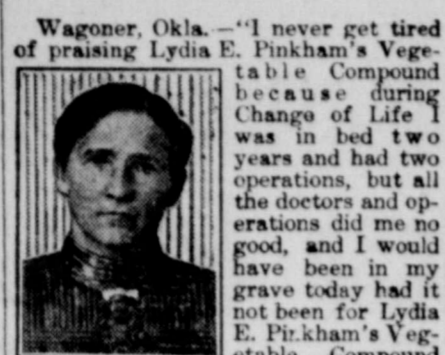 Wagoner, Okla.—"I never get tired
of praising Lydia E. Pinkham's Vege-
table Compound
because during
Change of Life I
was in bed two
years and had two
operations, but all
the doctors and op-
erations did me no
good, and I would
have been in my
grave today had it
not been for Lydia
E. Pinkham's Veg-
etable Compound